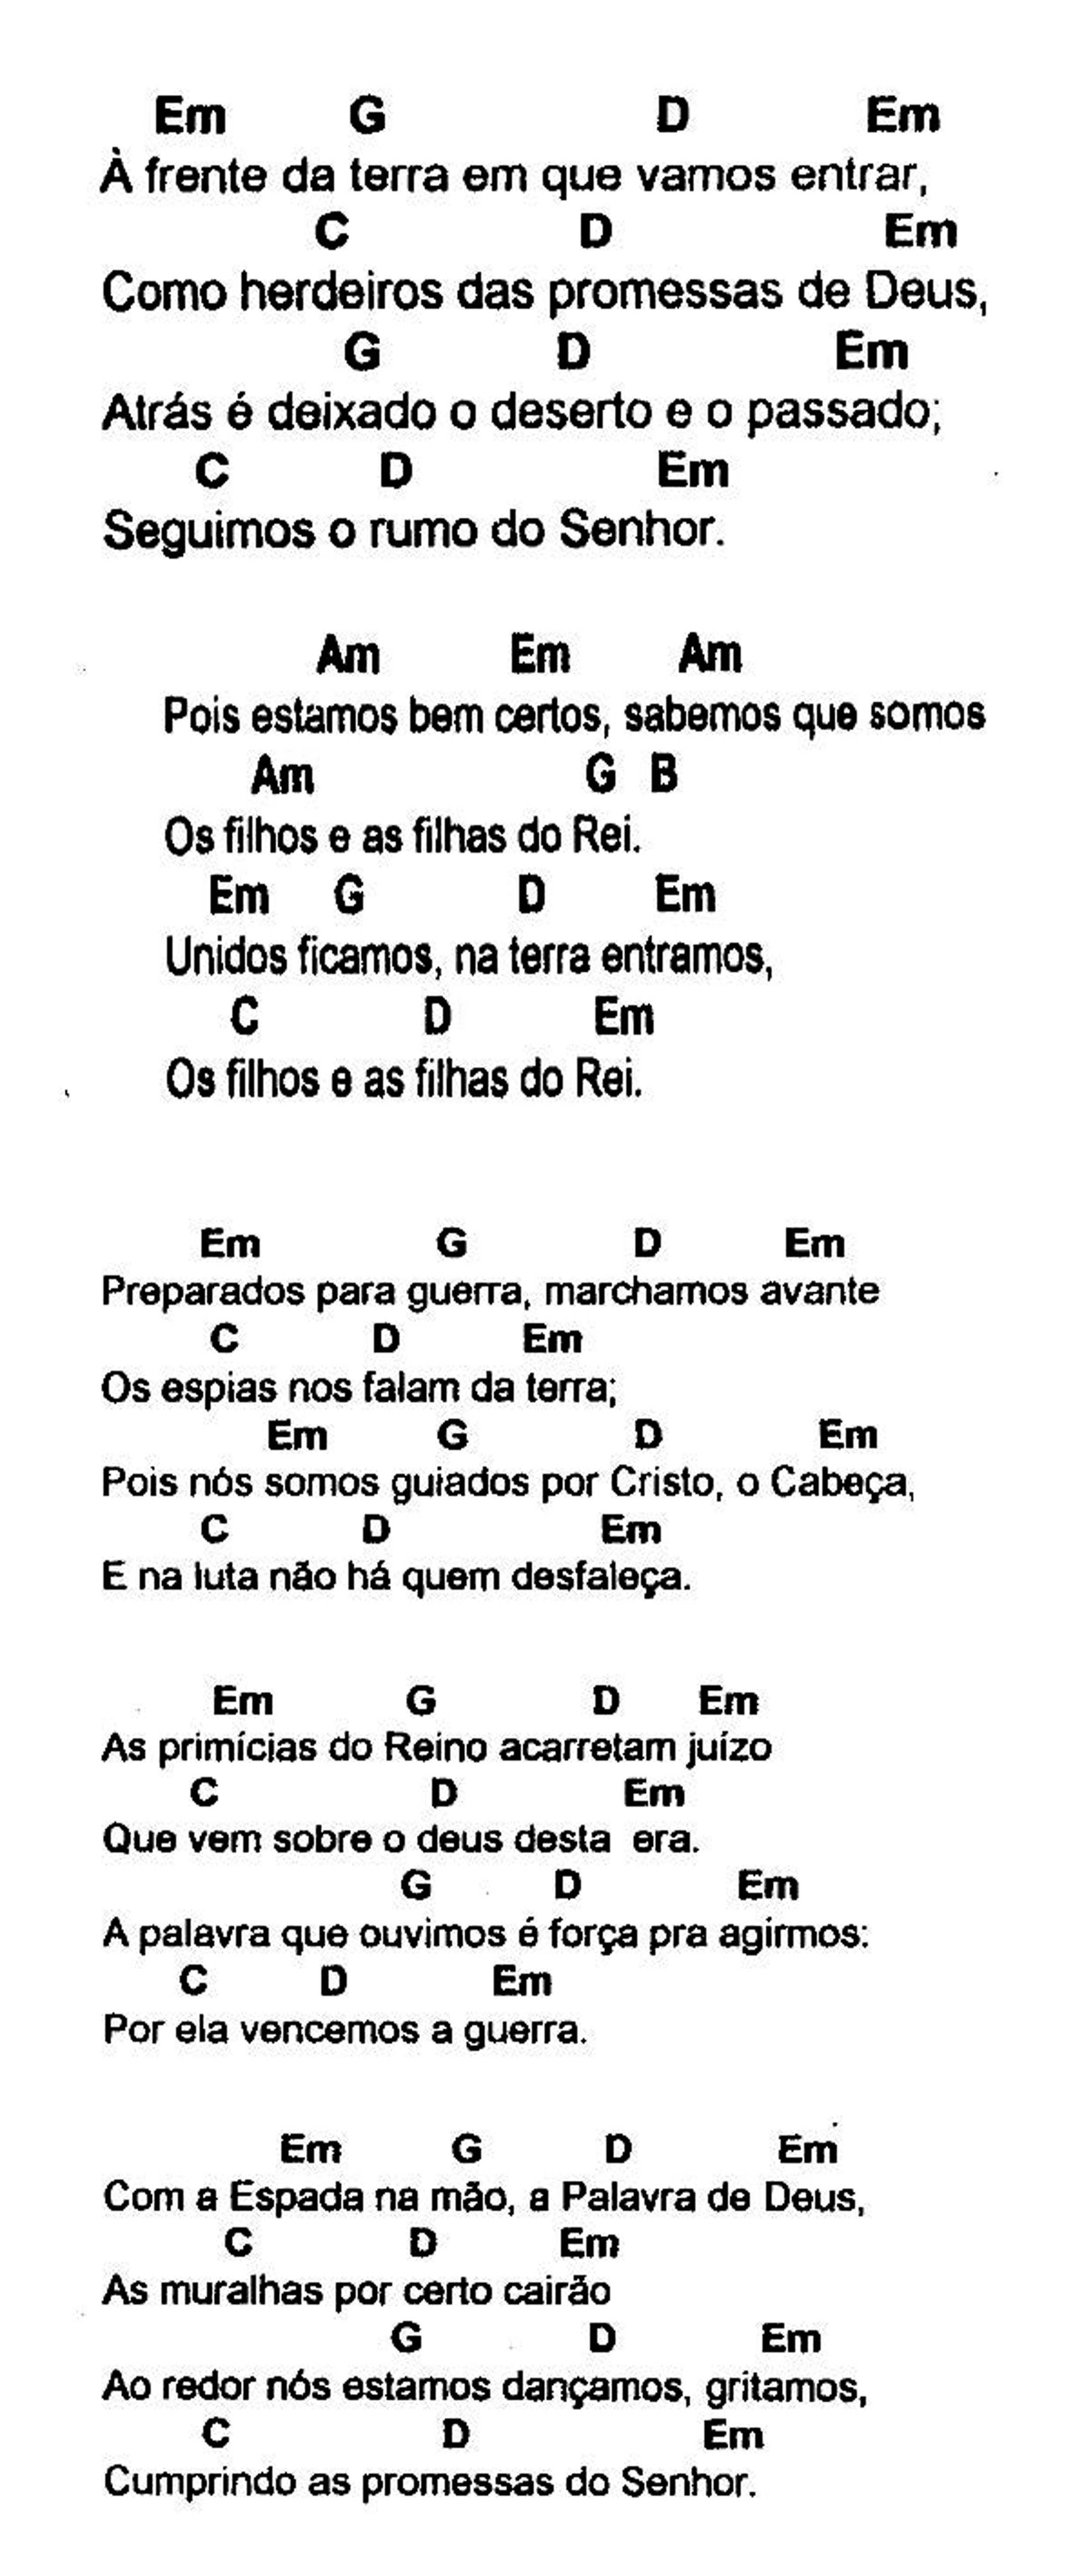 Em G D Em
À frente da terra em que vamos entrar,
C D Em
Como herdeiros das promessas de Deus,
G D Em
Atrás é deixado o deserto e o passado;
C D Em
Seguimos o rumo do Senhor.
Am Em Am
Pois estamos bem certos, sabemos que somos
Am G B
Os filhos e as filhas do Rei.
Em G D Em
Unidos ficamos, na terra entramos,
C D Em
Os filhos e as filhas do Rei.
Em G D Em
Preparados para guerra, marchamos avante
C D Em
Os espias nos falam da terra;
Em G D Em
Pois nós somos guiados por Cristo, o Cabeça,
C D Em
E na luta não há quem desfaleça.
Em G D Em
As primícias do Reino acarretam juízo
C D Em
Que vem sobre o deus desta era.
G D Em
A palavra que ouvimos é força pra agirmos:
C D Em
Por ela vencemos a guerra.
Em G D Em
Com a Espada na mão, a Palavra de Deus,
C D Em
As muralhas por certo cairão
G D Em
Ao redor nós estamos dançamos, gritamos,
C D Em
Cumprindo as promessas do Senhor.